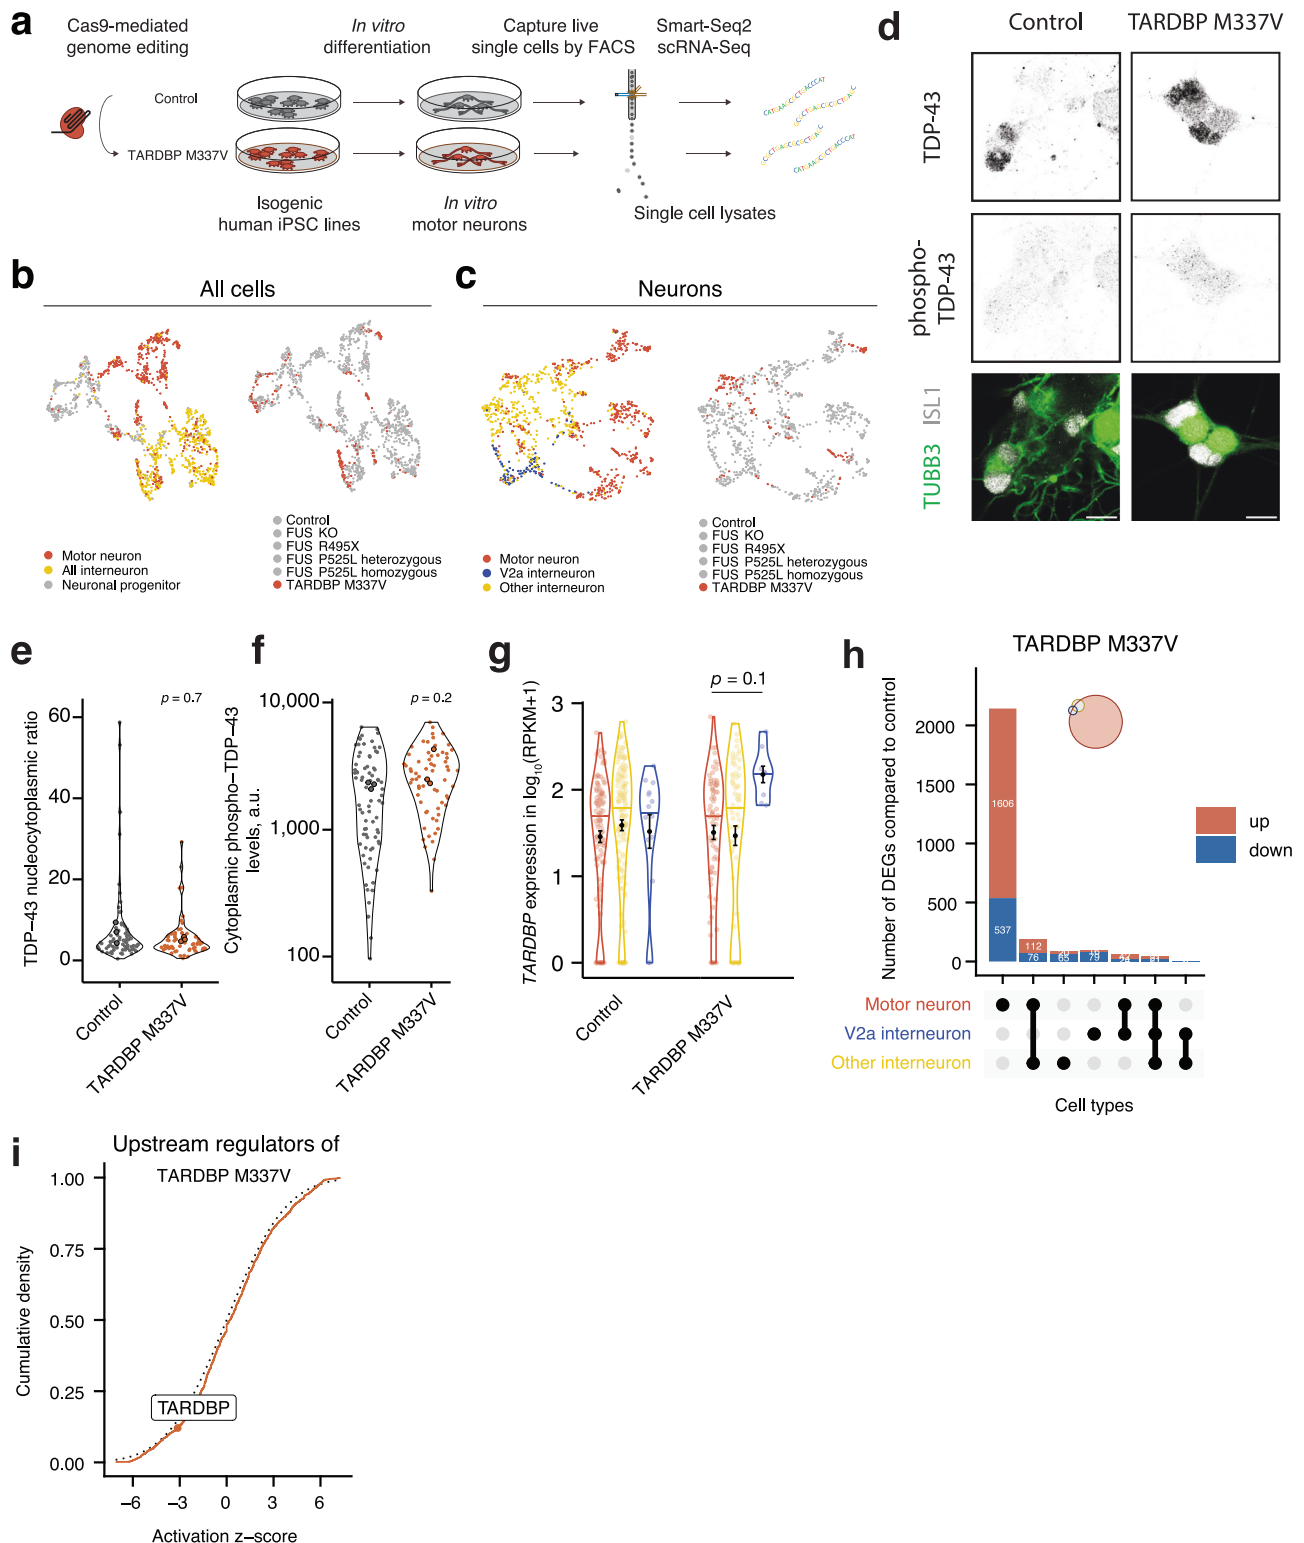 a
Cas9-mediated
genome editing
In vitro
differentiation
Capture live
single cells by FACS
Smart-Seq2
scRNA-Seq
Control
TARDBP M337V
Isogenic
human iPSC lines
In vitro
motor neurons
Single cell lysates
b
All cells
Motor neuron
All interneuron
Neuronal progenitor
Control
FUS KO
FUS R495X
FUS P525L heterozygous
FUS P525L homozygous
TARDBP M337V
c
Neurons
Motor neuron
V2a interneuron
Other interneuron
Control
FUS KO
FUS R495X
FUS P525L heterozygous
FUS P525L homozygous
TARDBP M337V
d
Control
TARDBP M337V
TDP-43
phospho-
TDP-43
TUBB3 ISL1
e
TDP–43 nucleocytoplasmic ratio
p = 0.7
60
40
20
0
Control
TARDBP M337V
f
Cytoplasmic phospho–TDP–43
levels, a.u.
p = 0.2
10,000
1,000
100
Control
TARDBP M337V
g
TARDBP expression in log10(RPKM+1)
p = 0.1
3
2
1
0
Control
TARDBP M337V
h
TARDBP M337V
Number of DEGs compared to control
2000
1500
1000
500
0
1606
537
112
76
65
79
up
down
Motor neuron
V2a interneuron
Other interneuron
Cell types
i
Upstream regulators of
TARDBP M337V
Cumulative density
1.00
0.75
0.50
0.25
0.00
TARDBP
–6 –3 0 3 6
Activation z–score